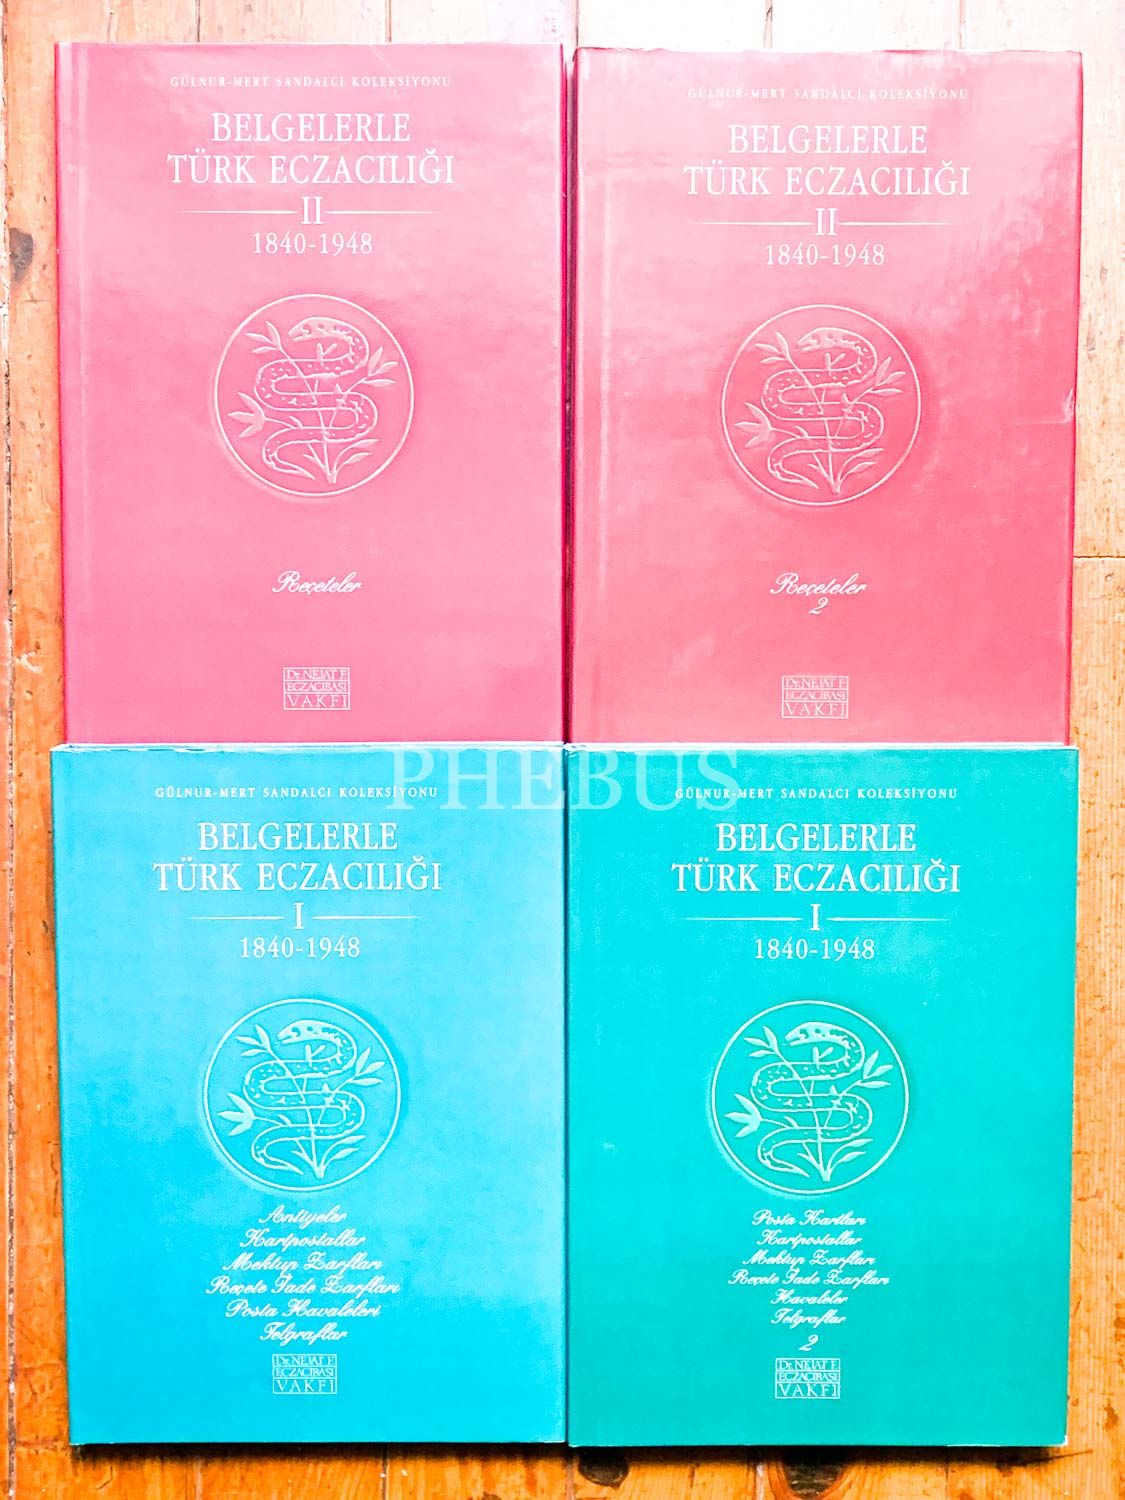 GÜLNUR-MERT SANDALCI KOLEKSİYONU
BELGELERLE
TÜRK ECZACILIĞI
II
1840-1948
Reçeteler
Dr. NEJAT F.
ECZACIBAŞI
VAKFI
GÜLNUR-MERT SANDALCI KOLEKSİYONU
BELGELERLE
TÜRK ECZACILIĞI
II
1840-1948
Reçeteler
2
Dr. NEJAT F.
ECZACIBAŞI
VAKFI
PHEBUS
GÜLNUR-MERT SANDALCI KOLEKSİYONU
BELGELERLE
TÜRK ECZACILIĞI
I
1840-1948
Antiyeler
Kartpostallar
Mektup Zarfları
Reçete İade Zarfları
Posta Havaleleri
Telgraflar
Dr. NEJAT F.
ECZACIBAŞI
VAKFI
GÜLNUR-MERT SANDALCI KOLEKSİYONU
BELGELERLE
TÜRK ECZACILIĞI
I
1840-1948
Posta Kartları
Kartpostallar
Mektup Zarfları
Reçete İade Zarfları
Havaleler
Telgraflar
2
Dr. NEJAT F.
ECZACIBAŞI
VAKFI